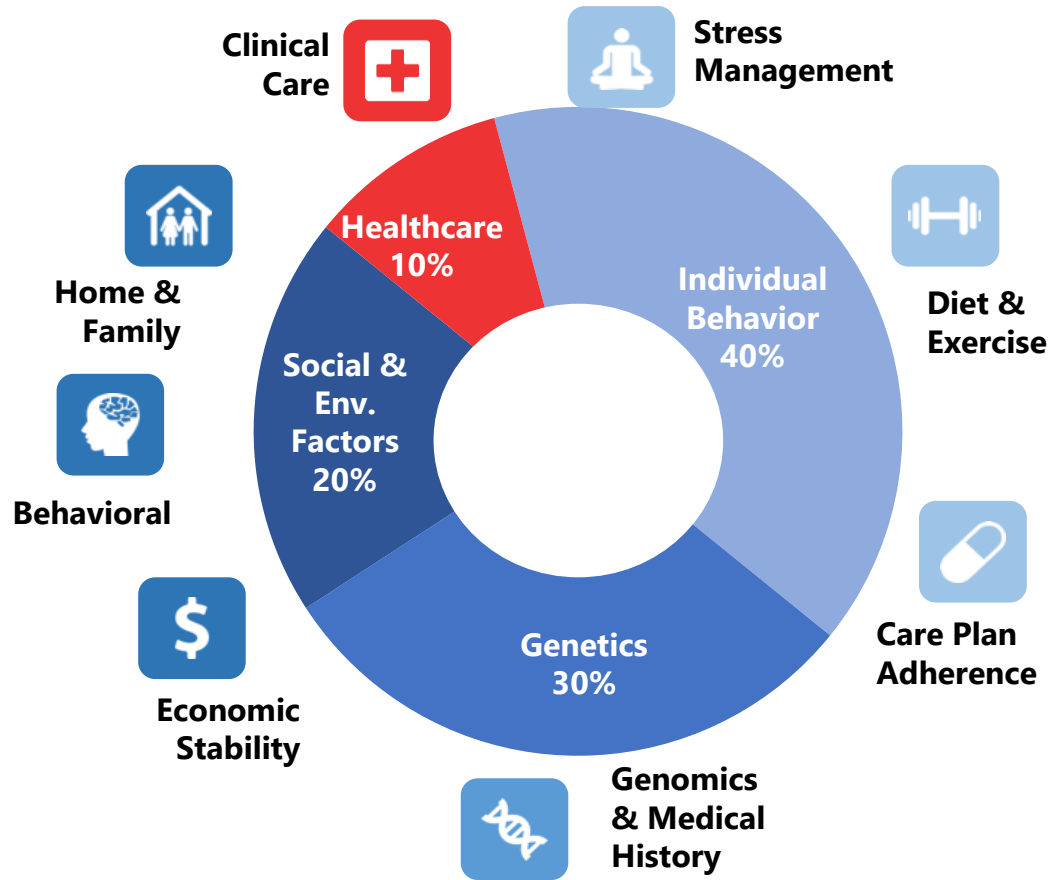 Clinical
Care
Stress
Management
Healthcare
10%
Individual
Behavior
40%
Home &
Family
Diet &
Exercise
Social &
Env.
Factors
20%
Behavioral
Care Plan
Adherence
$
Genetics
30%
Economic
Stability
Genomics
& Medical
History